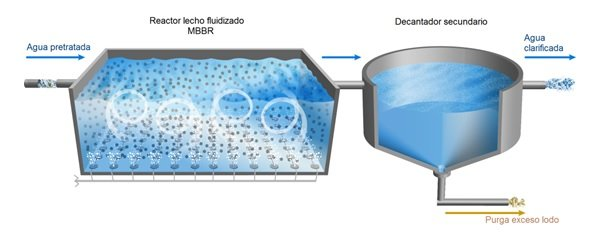 Reactor lecho fluidizado
MBBR
Decantador secundario
Agua pretratada
Agua
clarificada
Purga exceso lodo